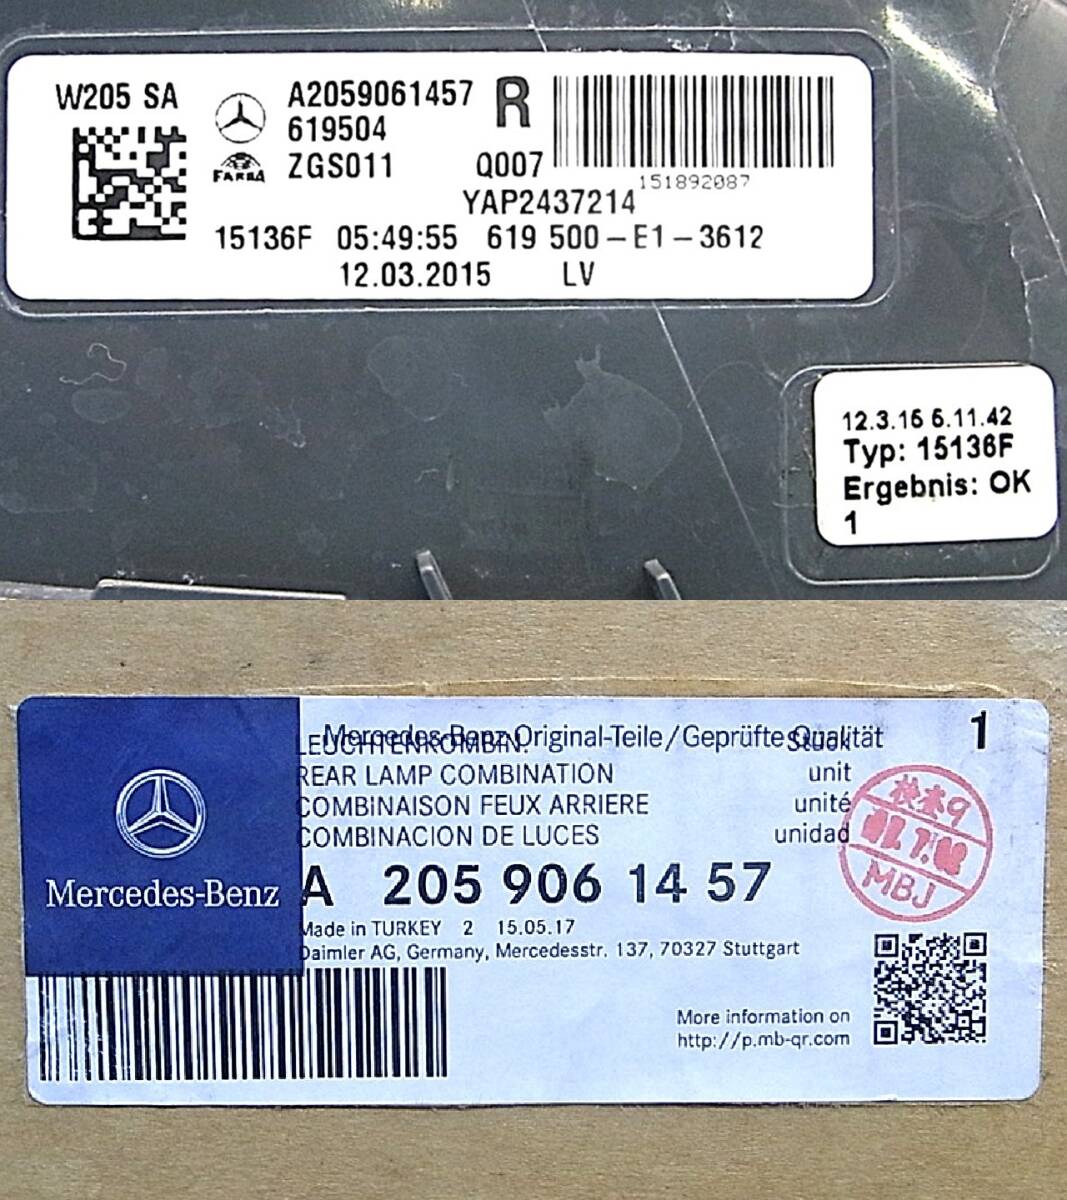 W205 SA
A2059061457 R
619504
FARBA ZGS011 Q007
151892087
YAP2437214
15136F 05:49:55 619 500-E1-3612
12.03.2015 LV
12.3.15 6.11.42
Typ: 15136F
Ergebnis: OK
1
Mercedes-Benz Original-Teile/Geprüfte Qualität 1
LEUCHTENKOMBIN. Stück
REAR LAMP COMBINATION unit
COMBINAISON FEUX ARRIERE unité
COMBINACION DE LUCES unidad
Mercedes-Benz
A 205 906 14 57
Made in TURKEY 2 15.05.17
Daimler AG, Germany, Mercedesstr. 137, 70327 Stuttgart
MBJ
More information on
http://p.mb-qr.com